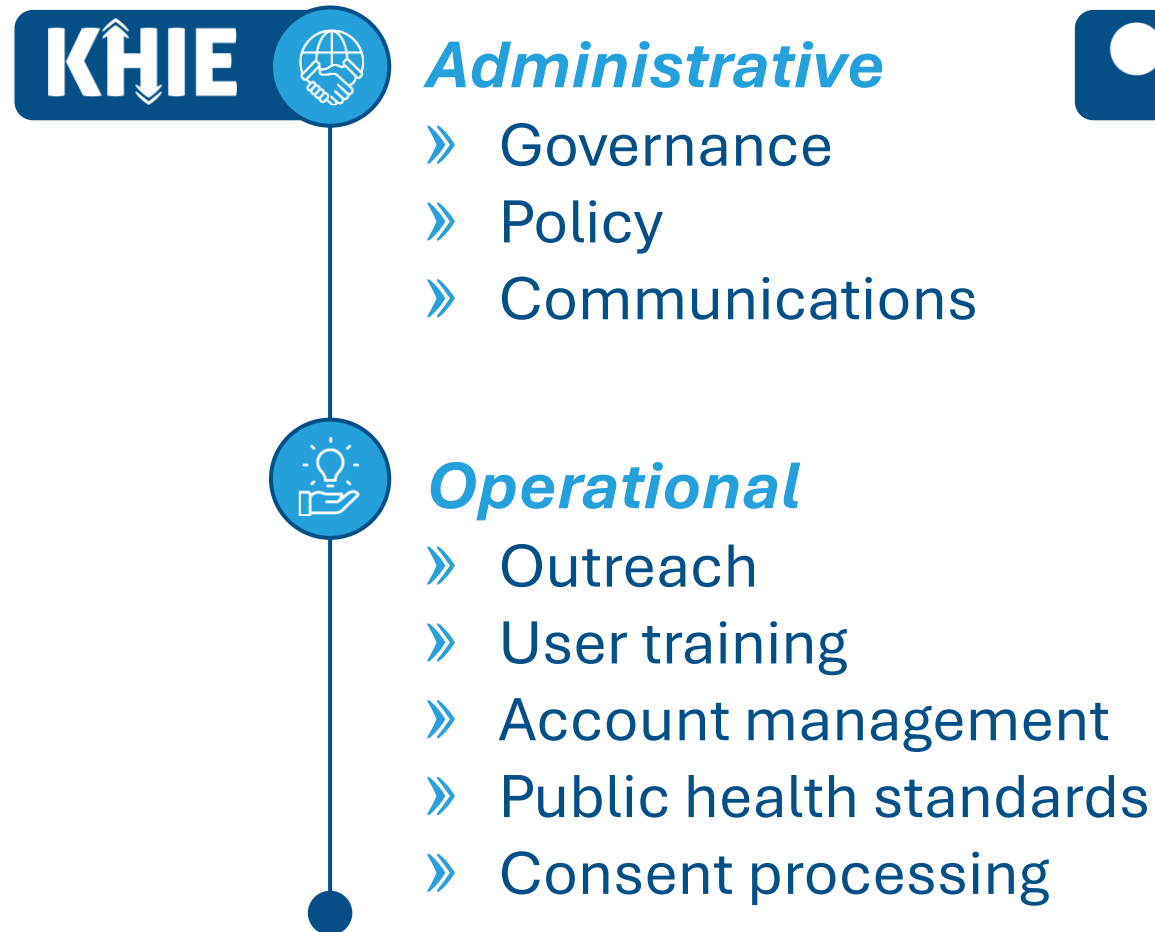 KHIE
Administrative
» Governance
» Policy
» Communications
Operational
» Outreach
» User training
» Account management
» Public health standards
» Consent processing